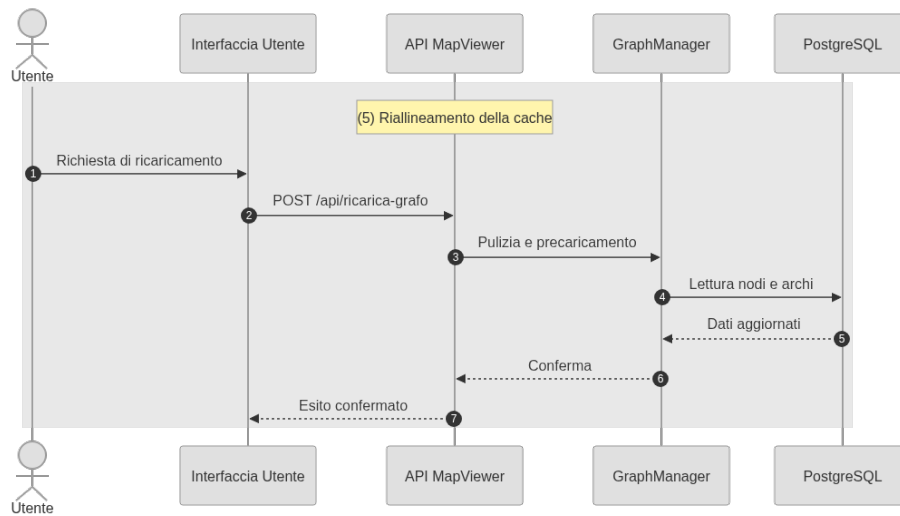 Utente
Interfaccia Utente
API MapViewer
GraphManager
PostgreSQL
(5) Riallineamento della cache
1
Richiesta di ricaricamento
2
POST /api/ricarica-grafo
3
Pulizia e precaricamento
4
Lettura nodi e archi
Dati aggiornati
5
Conferma
6
Esito confermato
7
Utente
Interfaccia Utente
API MapViewer
GraphManager
PostgreSQL